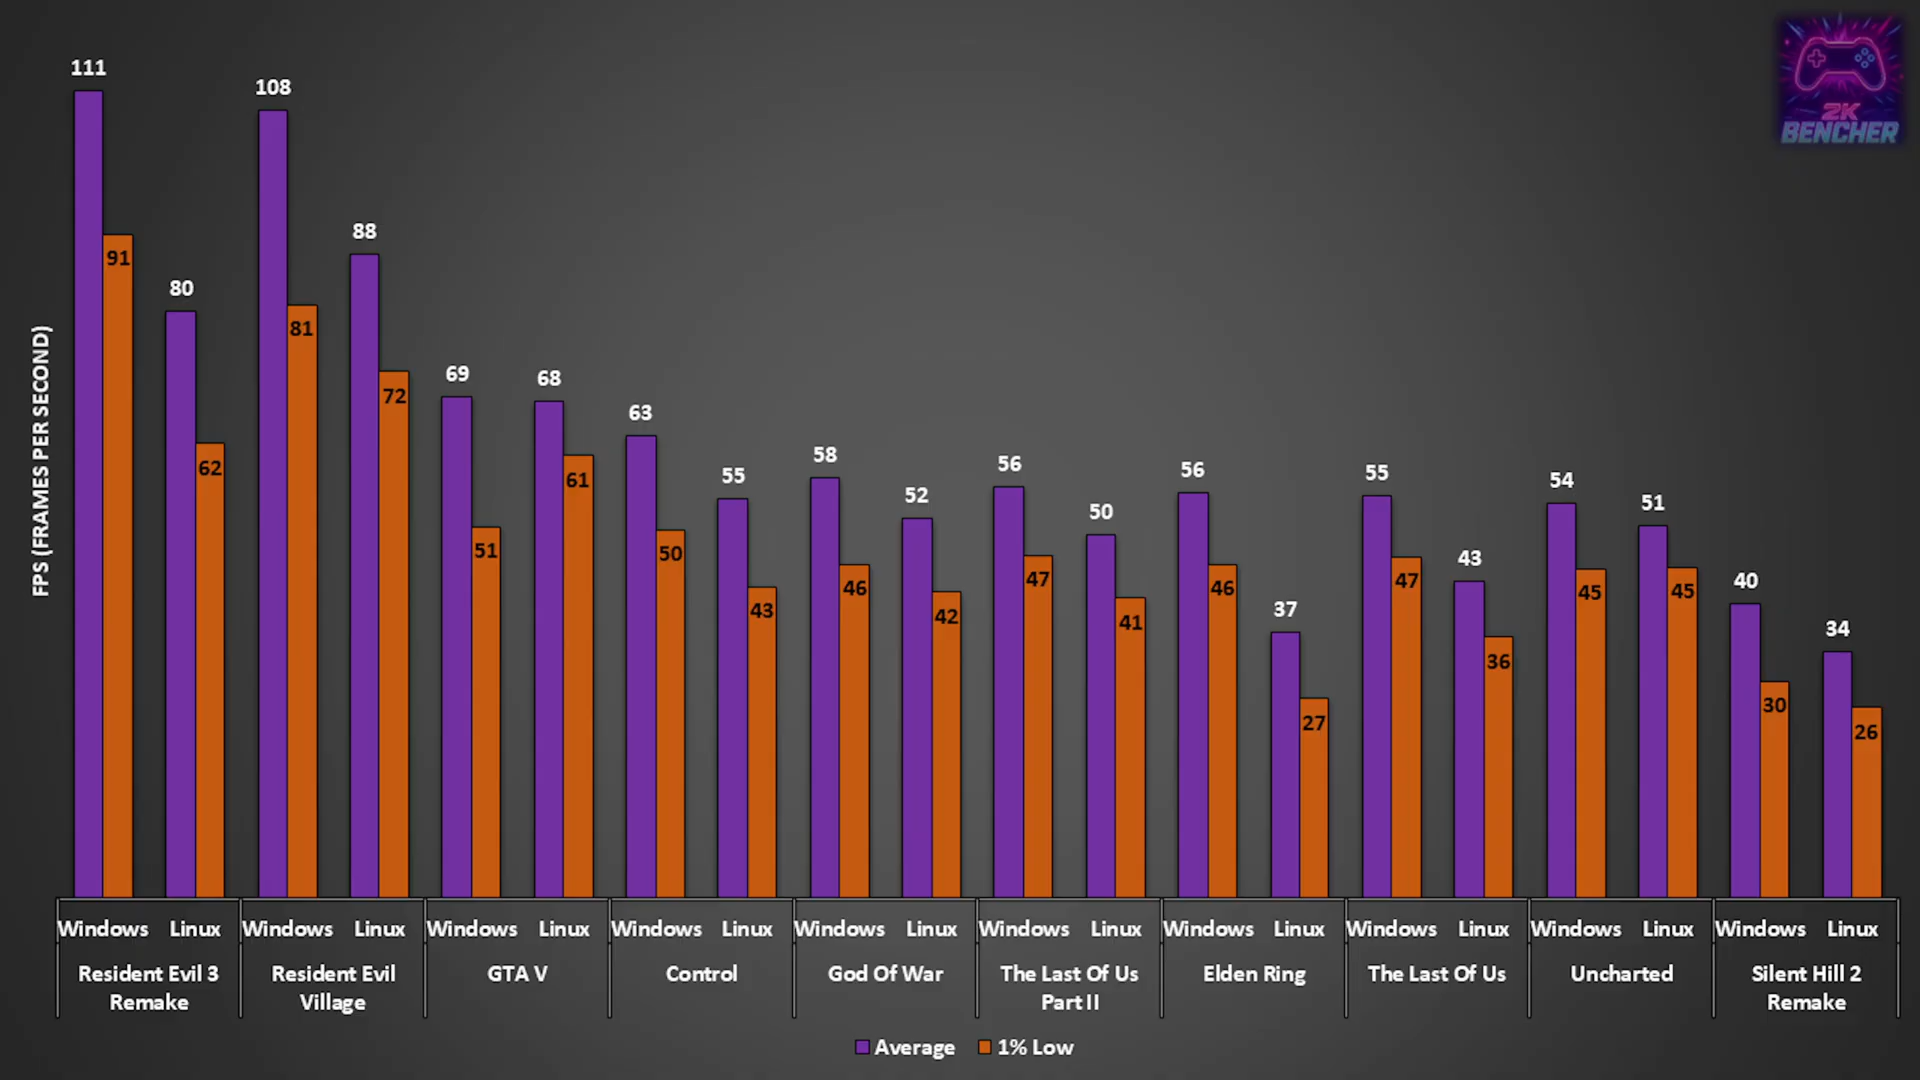 2K
BENCHER
FPS (FRAMES PER SECOND)
111
91
80
62
108
81
88
72
69
51
68
61
63
50
55
43
58
46
52
42
56
47
50
41
56
46
37
27
55
47
43
36
54
45
51
45
40
30
34
26
Windows Linux Windows Linux Windows Linux Windows Linux Windows Linux Windows Linux Windows Linux Windows Linux Windows Linux Windows Linux
Resident Evil 3
Remake
Resident Evil
Village
GTA V
Control
God Of War
The Last Of Us
Part II
Elden Ring
The Last Of Us
Uncharted
Silent Hill 2
Remake
Average 1% Low